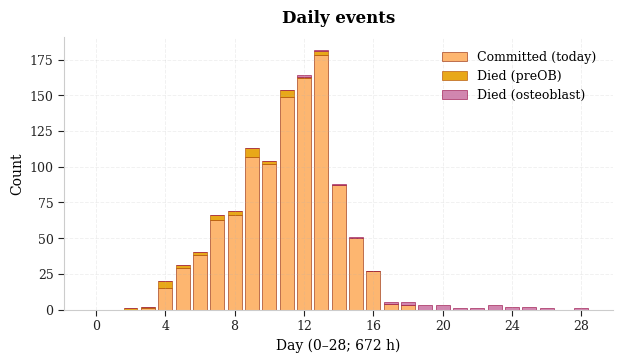 Daily events
Committed (today)
Died (preOB)
Died (osteoblast)
Count
175
150
125
100
75
50
25
0
0 4 8 12 16 20 24 28
Day (0–28; 672 h)